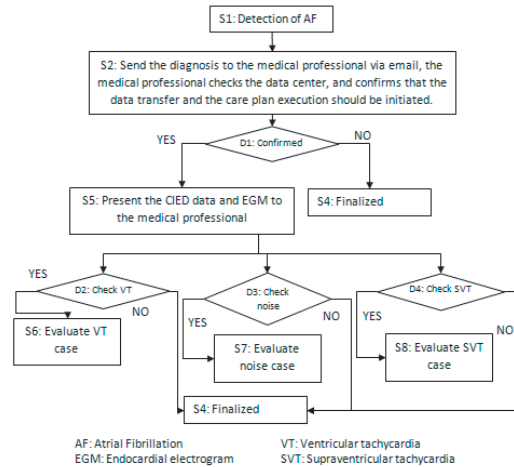 S1: Detection of AF
S2: Send the diagnosis to the medical professional via email, the
medical professional checks the data center, and confirms that the
data transfer and the care plan execution should be initiated.
YES
D1: Confirmed
NO
S5: Present the CIED data and EGM to
the medical professional
S4: Finalized
YES
D2: Check VT
NO
D3: Check
noise
YES
NO
D4: Check SVT
YES
NO
S6: Evaluate VT
case
S7: Evaluate
noise case
S8: Evaluate SVT
case
S4: Finalized
AF: Atrial Fibrillation
VT: Ventricular tachycardia
EGM: Endocardial electrogram
SVT: Supraventricular tachycardia